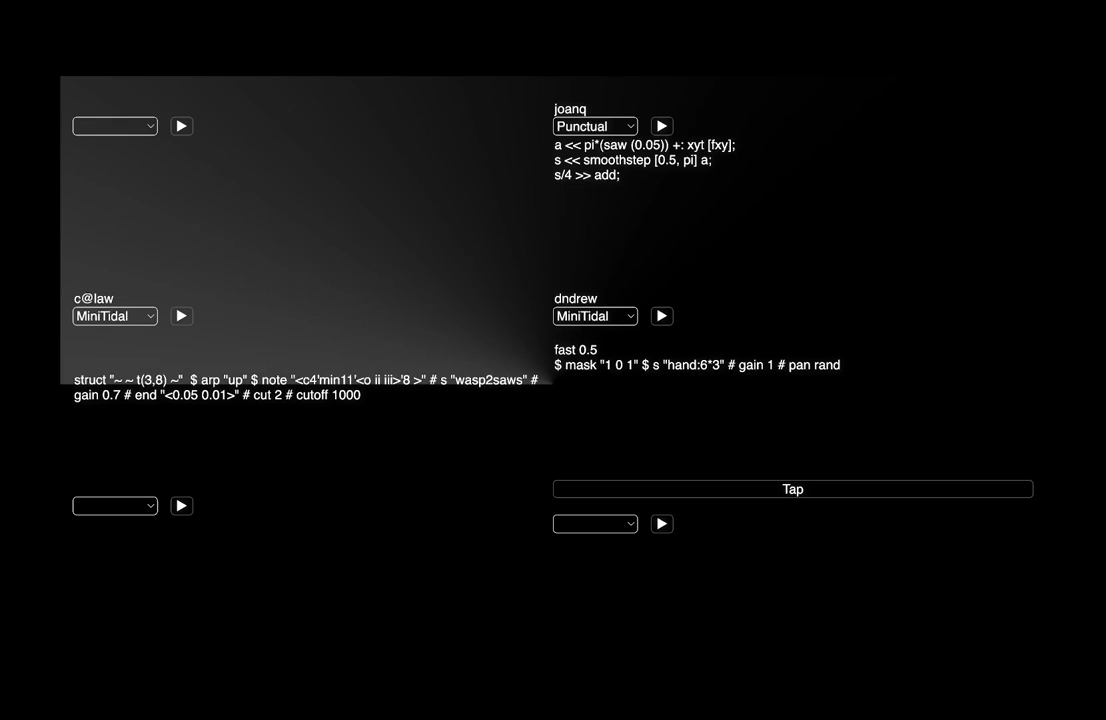 joanq
Punctual
a << pi*(saw (0.05)) +: xyt [fxy];
s << smoothstep [0.5, pi] a;
s/4 >> add;
c@law
MiniTidal
struct "~ ~ t(3,8) ~"  $ arp "up" $ note "<c4'min11'<o ii iii>'8 >" # s "wasp2saws" #
gain 0.7 # end "<0.05 0.01>" # cut 2 # cutoff 1000
dndrew
MiniTidal
fast 0.5
$ mask "1 0 1" $ s "hand:6*3" # gain 1 # pan rand
Tap